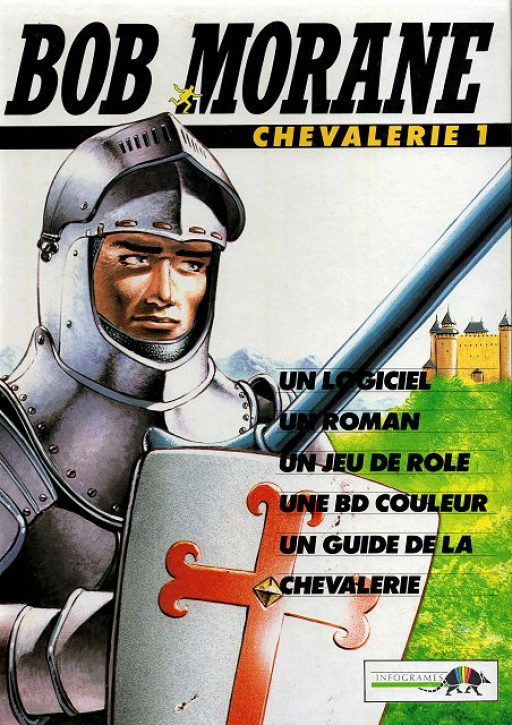 BOB MORANE
CHEVALERIE 1
UN LOGICIEL
UN ROMAN
UN JEU DE ROLE
UNE BD COULEUR
UN GUIDE DE LA
CHEVALERIE
INFOGRAMES